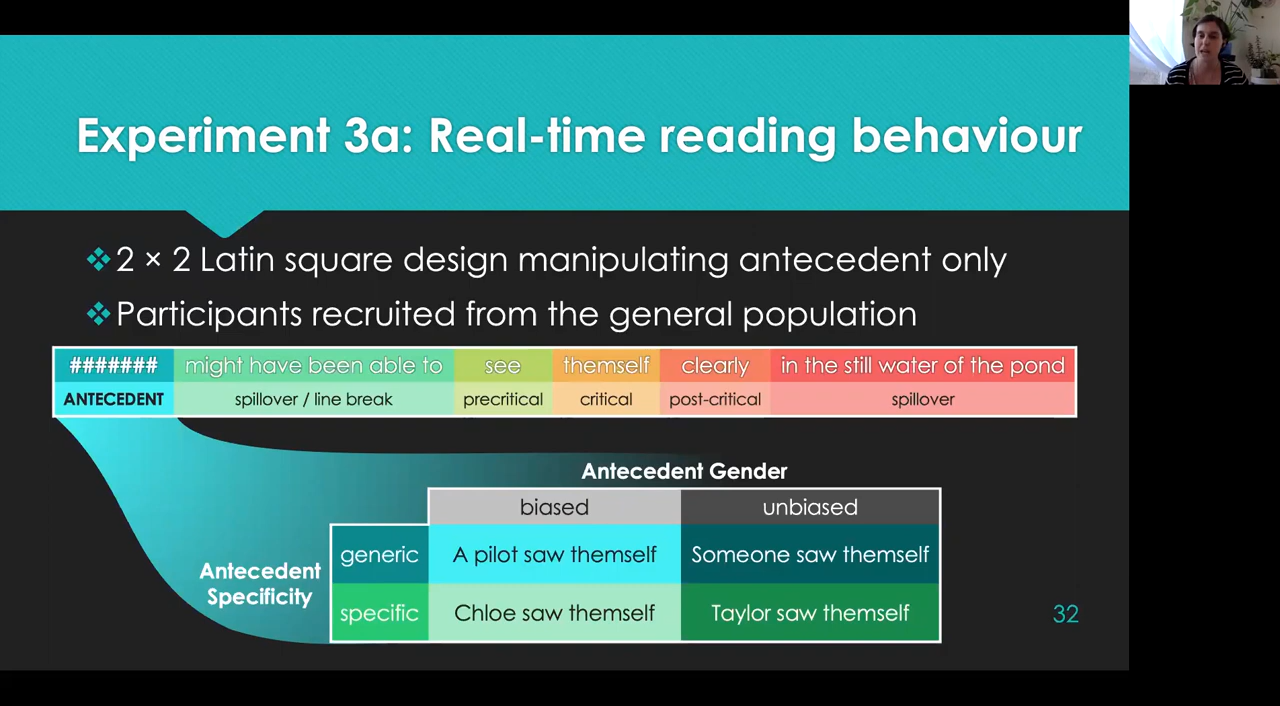 Experiment 3a: Real-time reading behaviour
❖2 × 2 Latin square design manipulating antecedent only
❖Participants recruited from the general population
####### might have been able to see themself clearly in the still water of the pond
ANTECEDENT spillover / line break precritical critical post-critical spillover
Antecedent Gender
biased unbiased
Antecedent
Specificity
generic A pilot saw themself Someone saw themself
specific Chloe saw themself Taylor saw themself
32